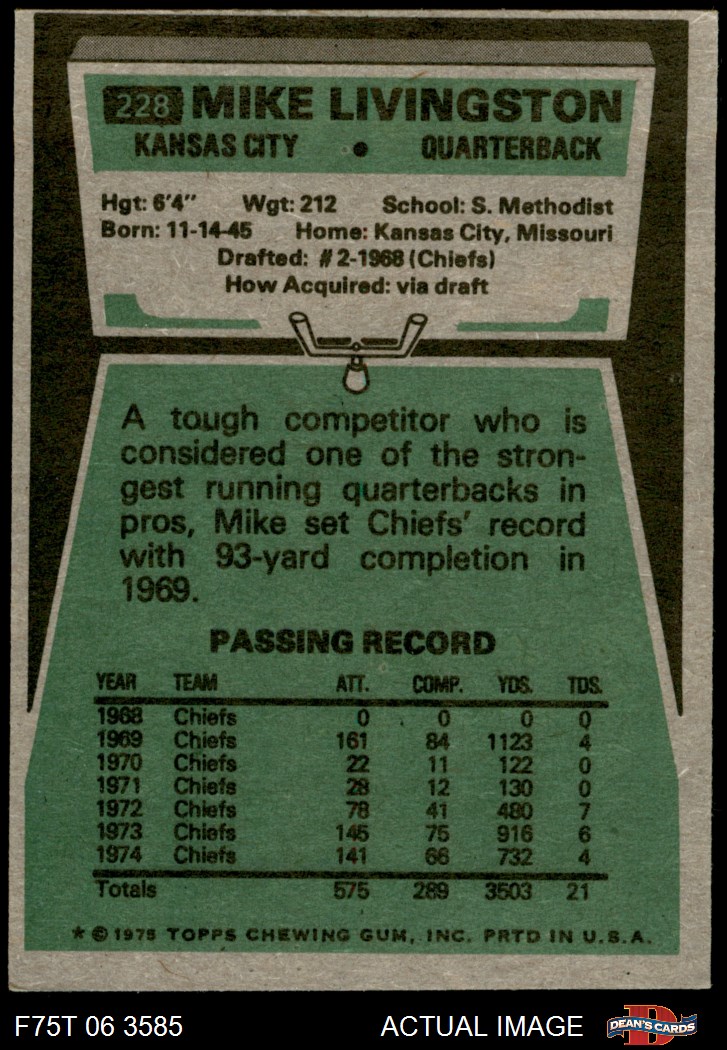 228 MIKE LIVINGSTON
KANSAS CITY • QUARTERBACK
Hgt: 6'4" Wgt: 212 School: S. Methodist
Born: 11-14-45 Home: Kansas City, Missouri
Drafted: #2-1968 (Chiefs)
How Acquired: via draft
A tough competitor who is
considered one of the stron-
gest running quarterbacks in
pros, Mike set Chiefs' record
with 93-yard completion in
1969.
PASSING RECORD
YEAR TEAM ATT. COMP. YDS. TDS.
1968 Chiefs 0 0 0 0
1969 Chiefs 161 84 1123 4
1970 Chiefs 22 11 122 0
1971 Chiefs 28 12 130 0
1972 Chiefs 78 41 480 7
1973 Chiefs 145 75 916 6
1974 Chiefs 141 66 732 4
Totals 575 289 3503 21
* © 1975 TOPPS CHEWING GUM, INC. PRTD IN U.S.A.
F75T 06 3585 ACTUAL IMAGE D DEAN'S CARDS